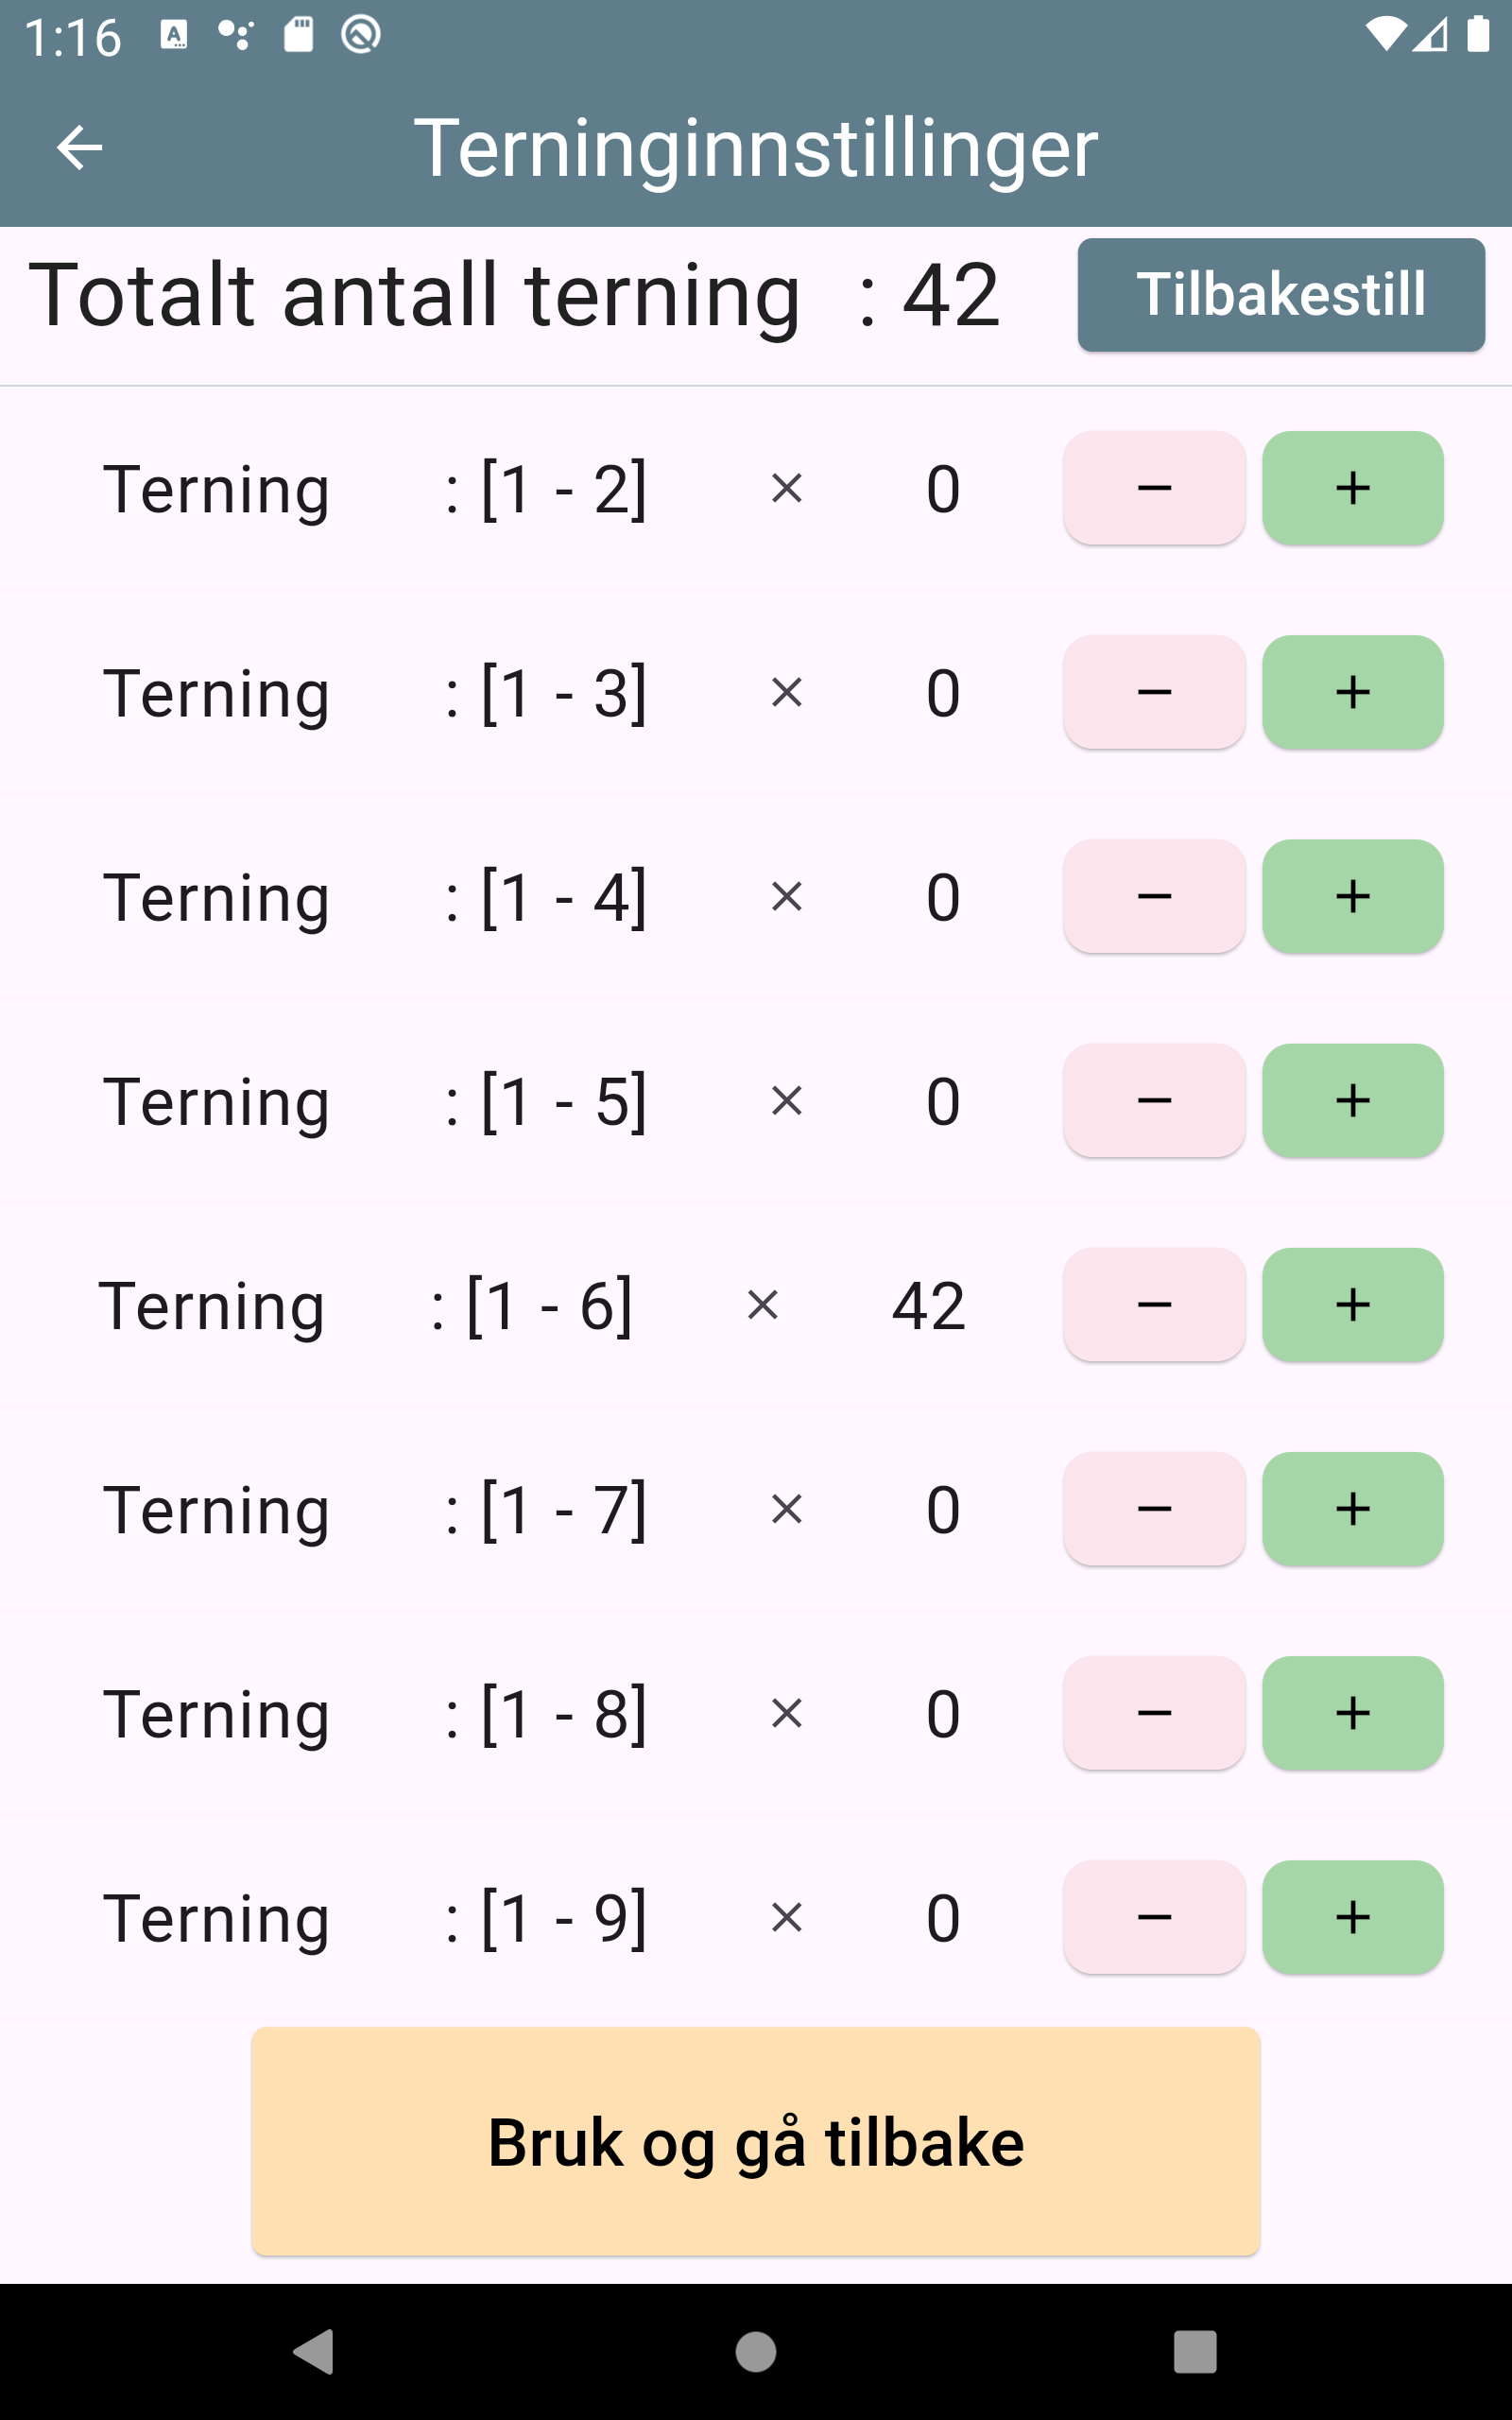 1:16
Terninginnstillinger
Totalt antall terning : 42 Tilbakestill
Terning : [1 - 2] × 0 − +
Terning : [1 - 3] × 0 − +
Terning : [1 - 4] × 0 − +
Terning : [1 - 5] × 0 − +
Terning : [1 - 6] × 42 − +
Terning : [1 - 7] × 0 − +
Terning : [1 - 8] × 0 − +
Terning : [1 - 9] × 0 − +
Bruk og gå tilbake